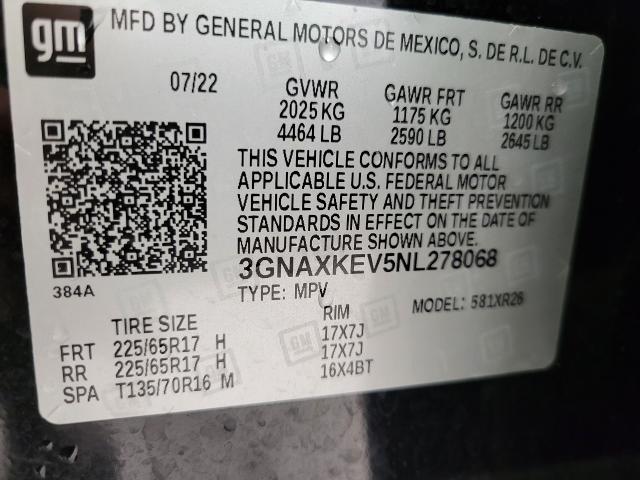 gm
MFD BY GENERAL MOTORS DE MEXICO, S. DE R.L. DE C.V.
07/22 GVWR GAWR FRT GAWR RR
2025 KG 1175 KG 1200 KG
4464 LB 2590 LB 2645 LB
THIS VEHICLE CONFORMS TO ALL
APPLICABLE U.S. FEDERAL MOTOR
VEHICLE SAFETY AND THEFT PREVENTION
STANDARDS IN EFFECT ON THE DATE OF
MANUFACTURE SHOWN ABOVE.
3GNAXKEV5NL278068
384A
TYPE: MPV MODEL: 581XR26
TIRE SIZE RIM
FRT 225/65R17 H 17X7J
RR 225/65R17 H 17X7J
SPA T135/70R16 M 16X4BT